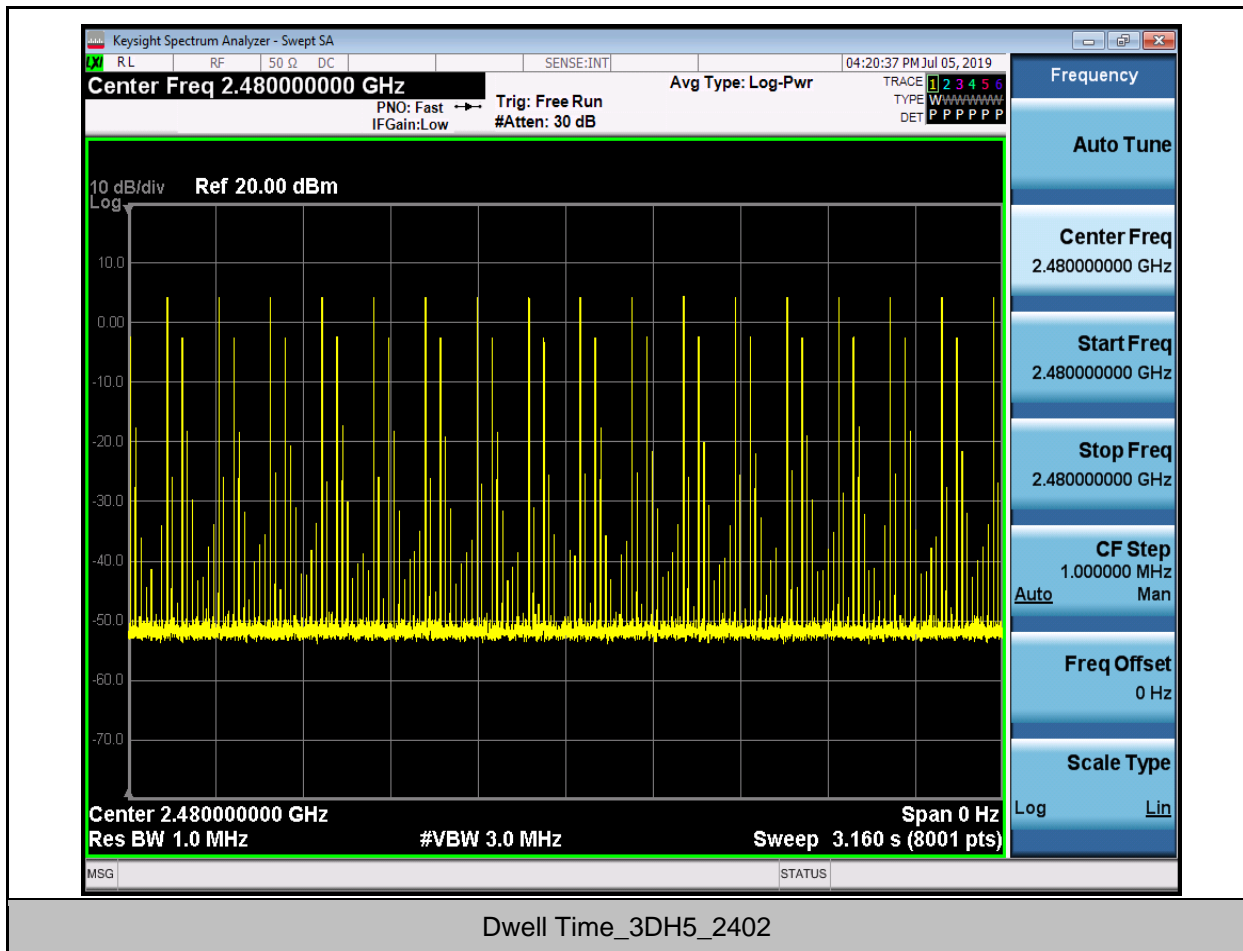 Keysight Spectrum Analyzer - Swept SA
LXI RL RF 50 Ω DC SENSE:INT 04:20:37 PM Jul 05, 2019
Center Freq 2.480000000 GHz
PNO: Fast
IFGain:Low
Trig: Free Run
#Atten: 30 dB
Avg Type: Log-Pwr
TRACE 1 2 3 4 5 6
TYPE WWWWWW
DET P P P P P P
10 dB/div Ref 20.00 dBm
Log
10.0
0.00
-10.0
-20.0
-30.0
-40.0
-50.0
-60.0
-70.0
Center 2.480000000 GHz Span 0 Hz
Res BW 1.0 MHz #VBW 3.0 MHz Sweep 3.160 s (8001 pts)
MSG STATUS
Frequency
Auto Tune
Center Freq
2.480000000 GHz
Start Freq
2.480000000 GHz
Stop Freq
2.480000000 GHz
CF Step
1.000000 MHz
Auto Man
Freq Offset
0 Hz
Scale Type
Log Lin
Dwell Time_3DH5_2402